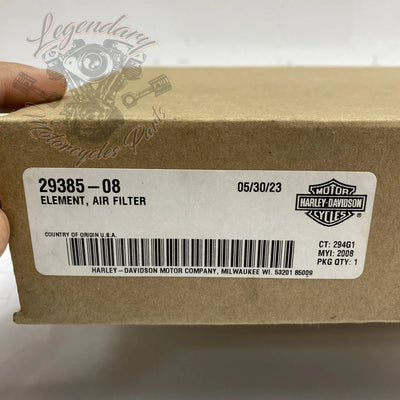 Legendary
Motorcycles Parts
29385-08
05/30/23
ELEMENT, AIR FILTER
MOTOR
HARLEY-DAVIDSON
CYCLES
®
COUNTRY OF ORIGIN U.S.A.
CT: 294G1
MYI: 2008
PKG QTY: 1
HARLEY-DAVIDSON MOTOR COMPANY, MILWAUKEE WI. 53201 85009